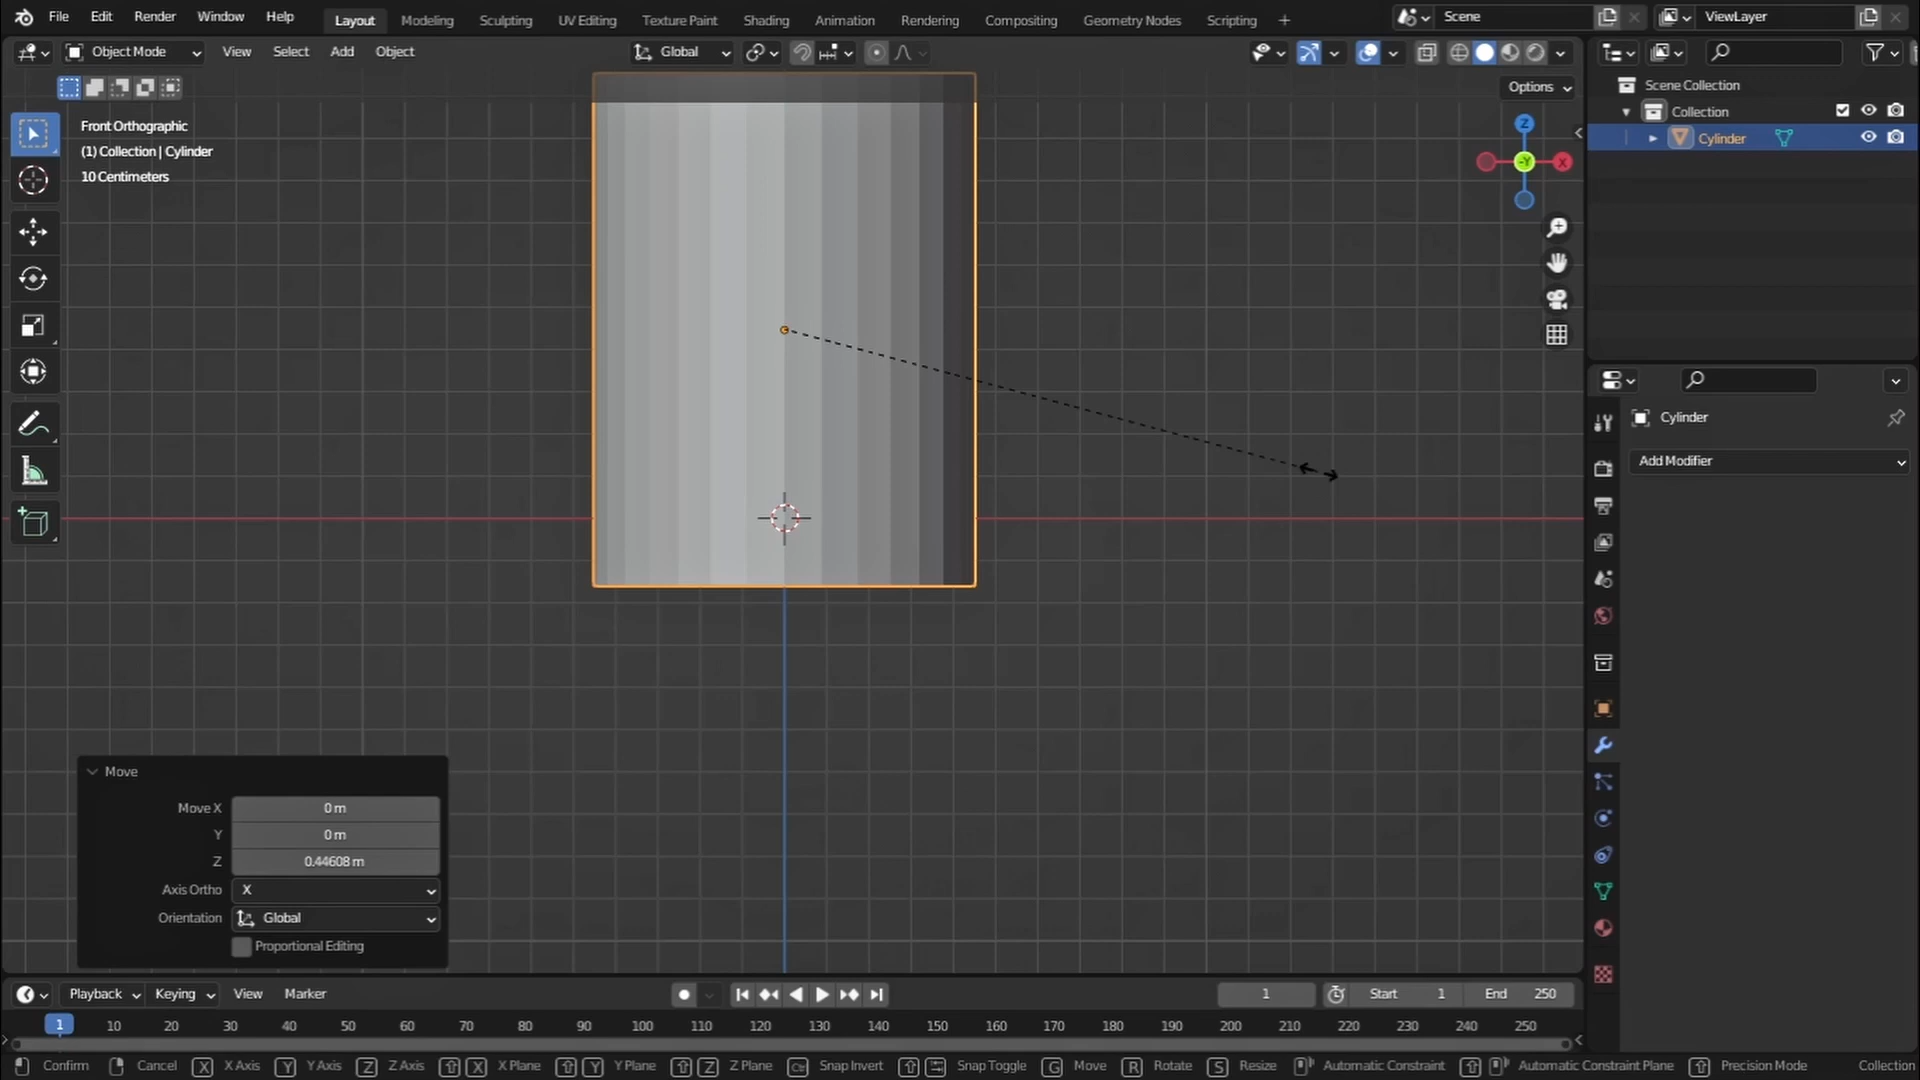 File Edit Render Window Help Layout Modeling Sculpting UV Editing Texture Paint Shading Animation Rendering Compositing Geometry Nodes Scripting + Scene ViewLayer
Object Mode View Select Add Object Global
Options
Front Orthographic
(1) Collection | Cylinder
10 Centimeters
Z
-Y
X
Scene Collection
Collection
Cylinder
Cylinder
Add Modifier
Move
Move X 0 m
Y 0 m
Z 0.44608 m
Axis Ortho X
Orientation Global
Proportional Editing
Playback Keying View Marker 1 Start 1 End 250
1 10 20 30 40 50 60 70 80 90 100 110 120 130 140 150 160 170 180 190 200 210 220 230 240 250
Confirm Cancel X X Axis Y Y Axis Z Z Axis X X Plane Y Y Plane Z Z Plane Ctrl Snap Invert Snap Toggle G Move R Rotate S Resize Automatic Constraint Automatic Constraint Plane Precision Mode Collection